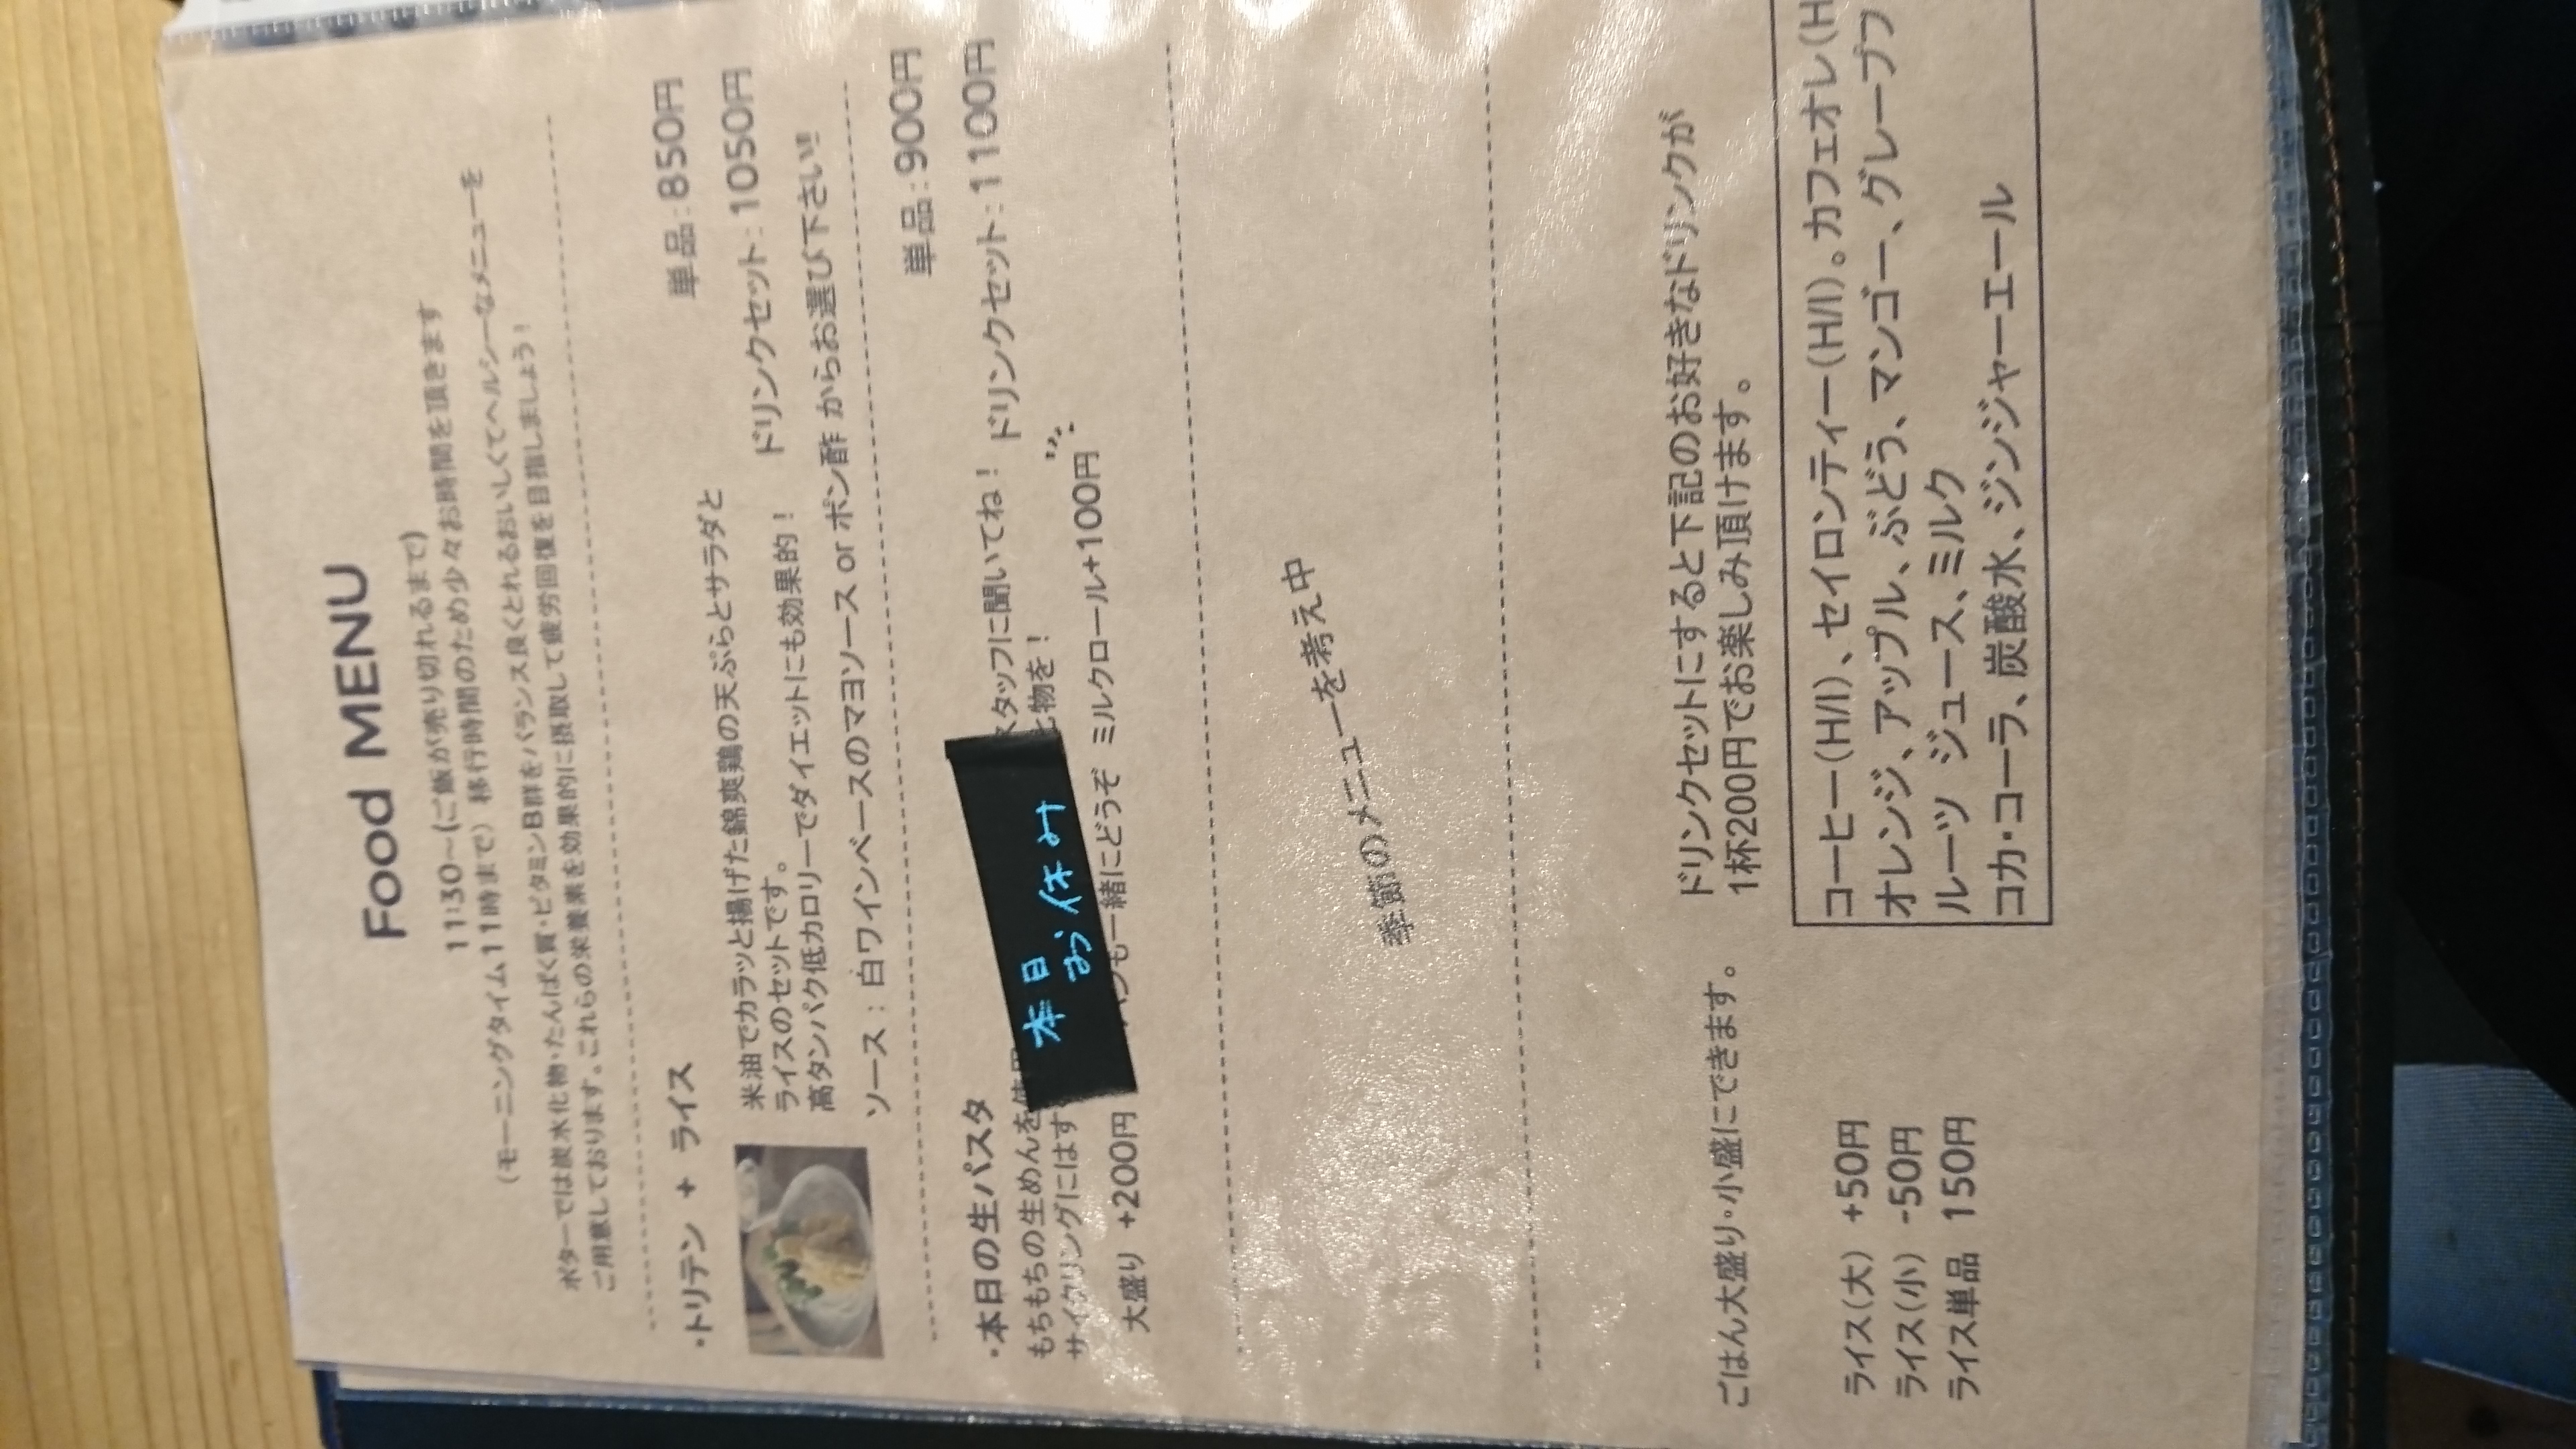 Food MENU
11:30～(ご飯が売り切れるまで)
(モーニングタイム11時まで) 移行時間のため少々お時間を頂きます
ポターでは炭水化物・たんぱく質・ビタミンB群をバランス良くとれるおいしくてヘルシーなメニューを
ご用意しております。これらの栄養素を効果的に摂取して疲労回復を目指しましょう!
・トリテン + ライス
単品:850円
米油でカラッと揚げた錦爽鶏の天ぷらとサラダと
ドリンクセット:1050円
ライスのセットです。
高タンパク低カロリーでダイエットにも効果的!
ソース:白ワインベースのマヨソース or ポン酢 からお選び下さい!!
・本日の生パスタ
単品:900円
もちもちの生めんを使用
スタッフに聞いてね!
ドリンクセット:1100円
サイクリングにはす
物を!
大盛り +200円
も一緒にどうぞ ミルクロール+100円
本日
お休み
季節のメニューを考え中
ごはん大盛り・小盛にできます。
ライス(大) +50円
ライス(小) -50円
ライス単品 150円
ドリンクセットにすると下記のお好きなドリンクが
1杯200円でお楽しみ頂けます。
コーヒー(H/I)、セイロンティー(H/I)。カフェオレ(H
オレンジ、アップル、ぶどう、マンゴー、グレープフ
ルーツ ジュース、ミルク
コカ・コーラ、炭酸水、ジンジャーエール